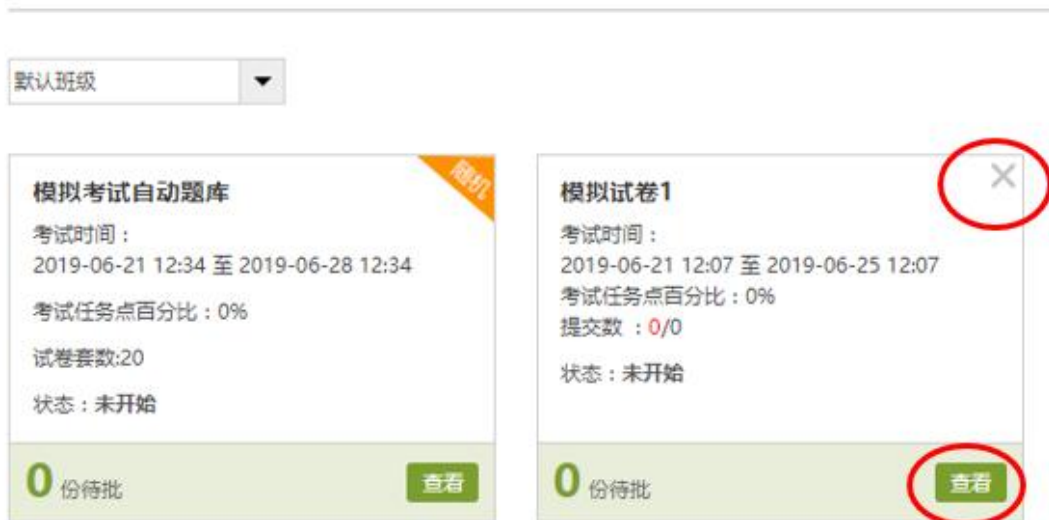 默认班级
模拟考试自动题库
随机
考试时间：
2019-06-21 12:34 至 2019-06-28 12:34
考试任务点百分比：0%
试卷套数:20
状态：未开始
0 份待批
查看
模拟试卷1
考试时间：
2019-06-21 12:07 至 2019-06-25 12:07
考试任务点百分比：0%
提交数 ：0/0
状态：未开始
0 份待批
查看